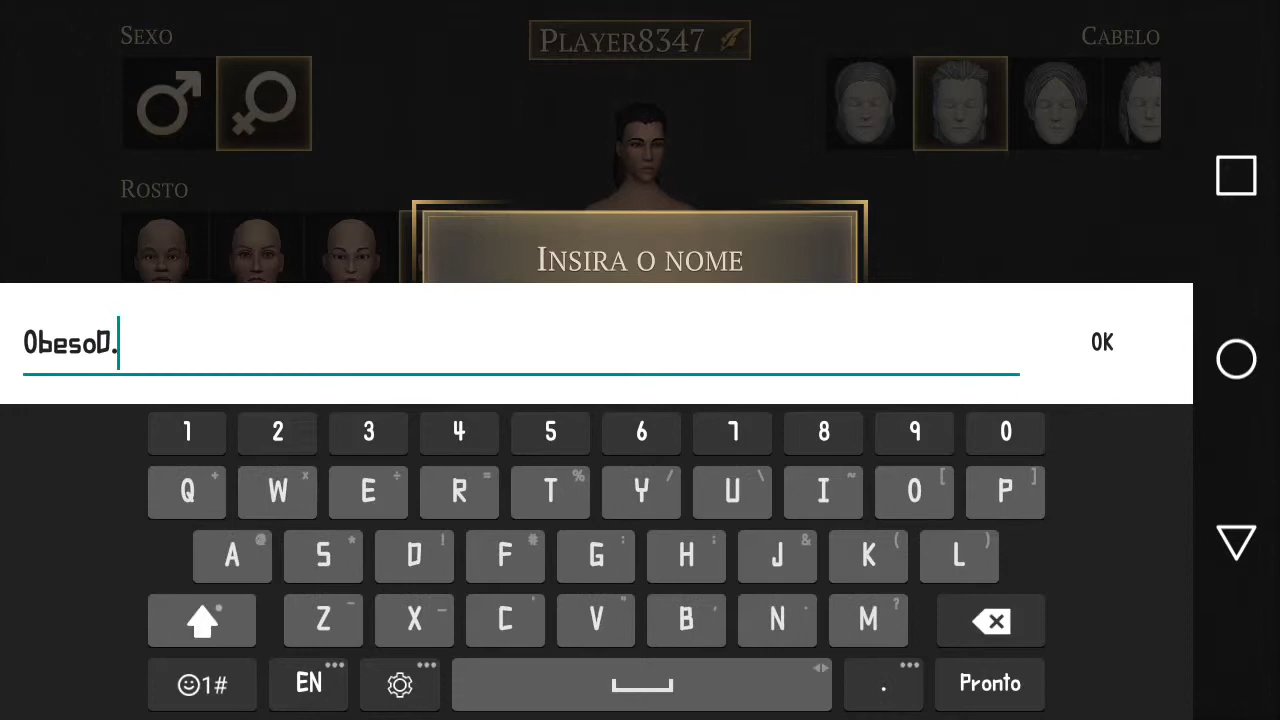 SEXO
PLAYER8347
CABELO
ROSTO
INSIRA O NOME
ObesoD.
OK
1 2 3 4 5 6 7 8 9 0
Q + W × E ÷ R = T % Y / U \ I ~ O [ P ]
A @ S * D ! F # G : H ; J & K ( L )
Z - X _ C ' V " B , N . M ?
1# EN ... ... . ... Pronto